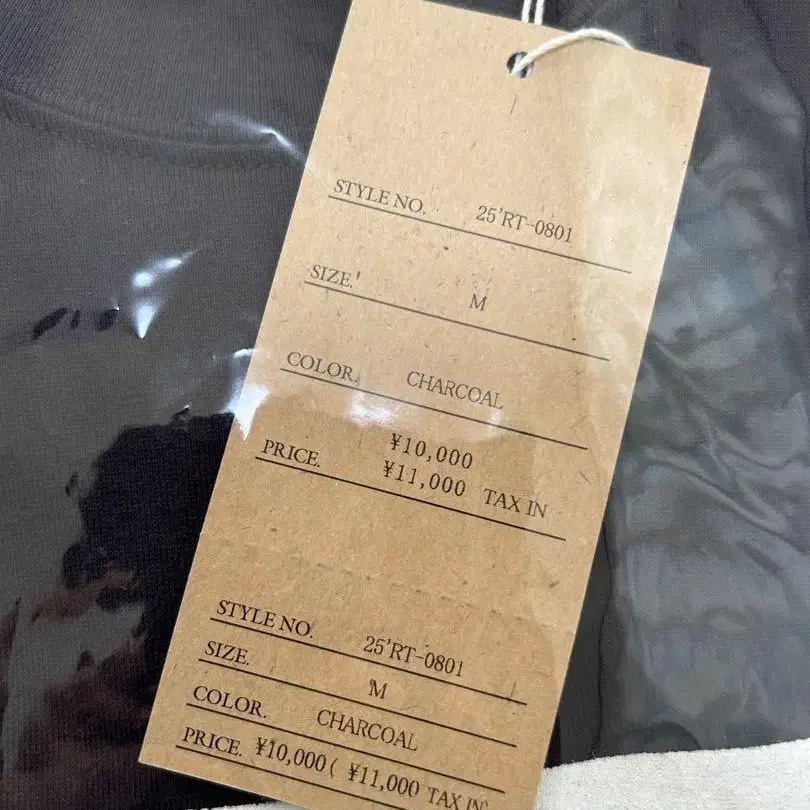 STYLE NO. 25'RT-0801
SIZE. M
COLOR. CHARCOAL
¥10,000
PRICE. ¥11,000 TAX IN
STYLE NO. 25'RT-0801
SIZE. M
COLOR. CHARCOAL
PRICE. ¥10,000( ¥11,000 TAX IN)